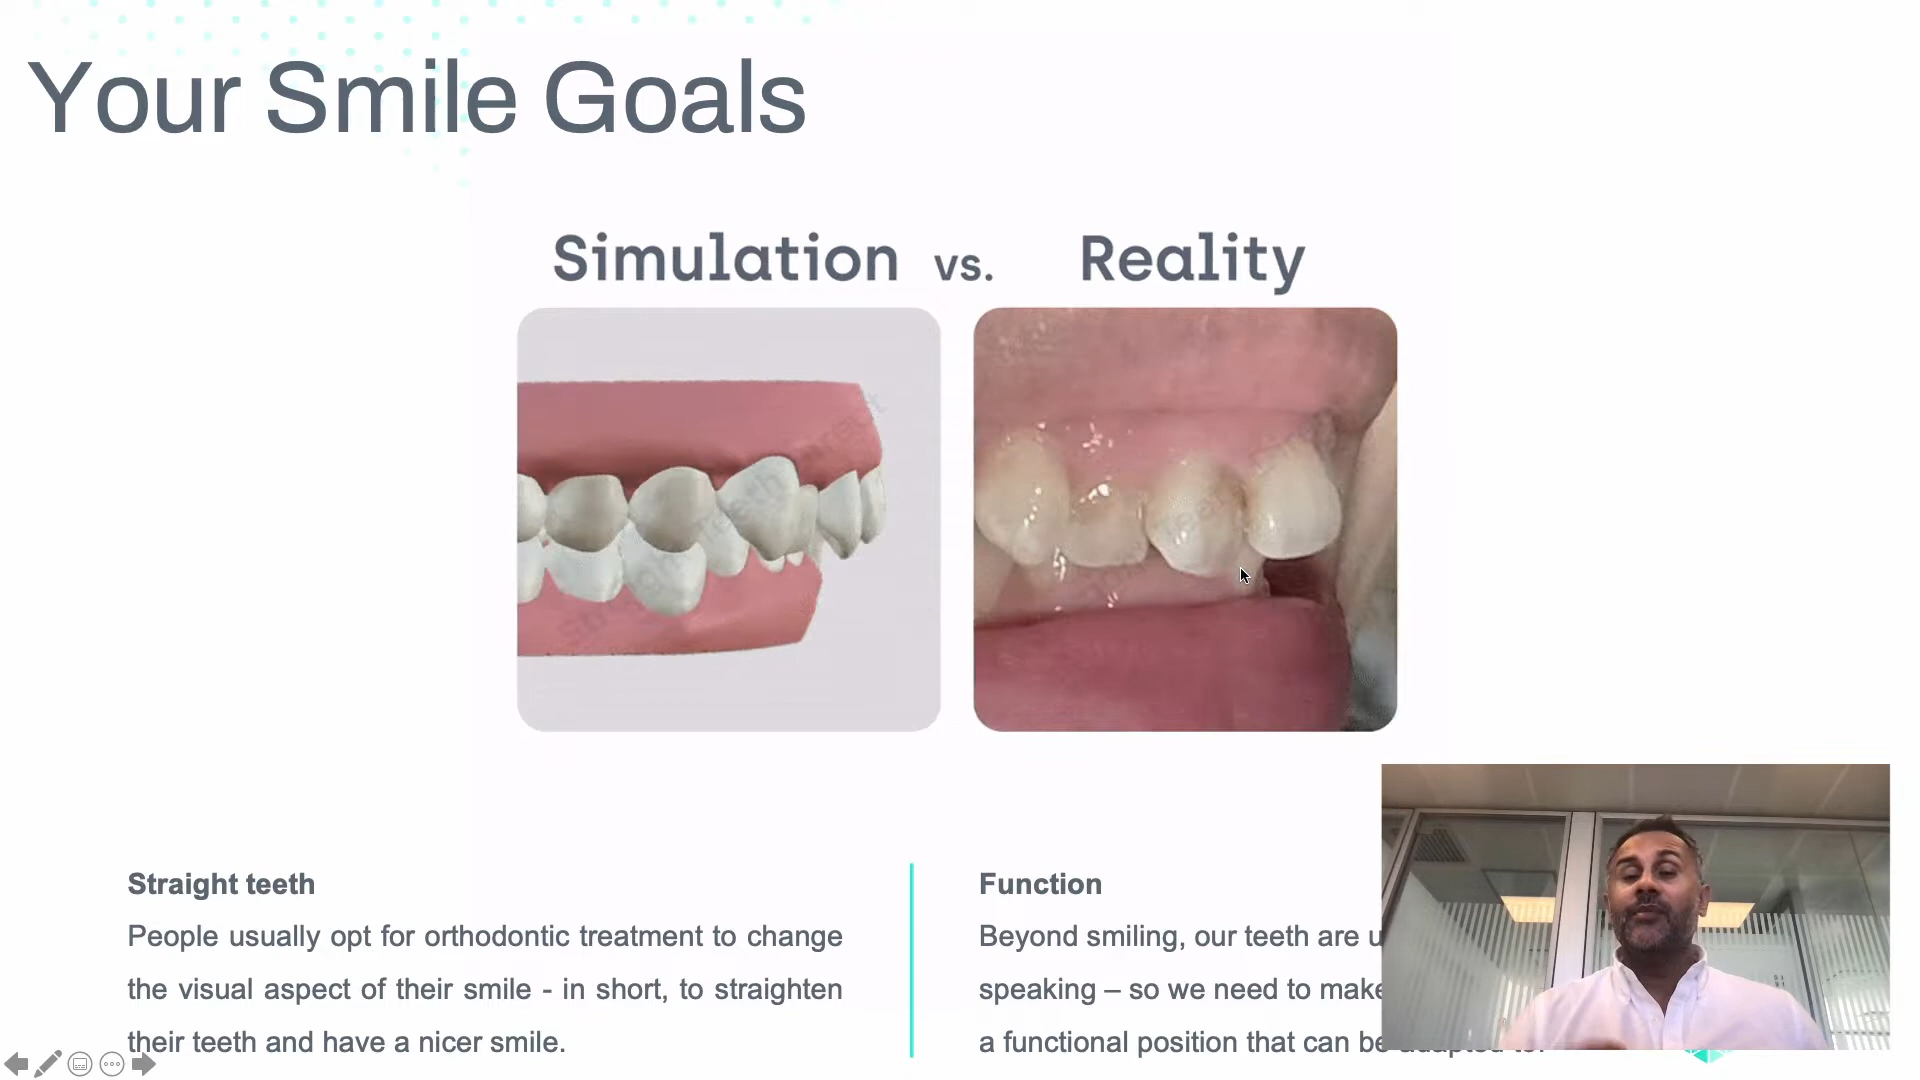 Your Smile Goals
Simulation vs. Reality
Straight teeth
People usually opt for orthodontic treatment to change
the visual aspect of their smile - in short, to straighten
their teeth and have a nicer smile.
Function
Beyond smiling, our teeth are
speaking – so we need to make
a functional position that can be adapted to.